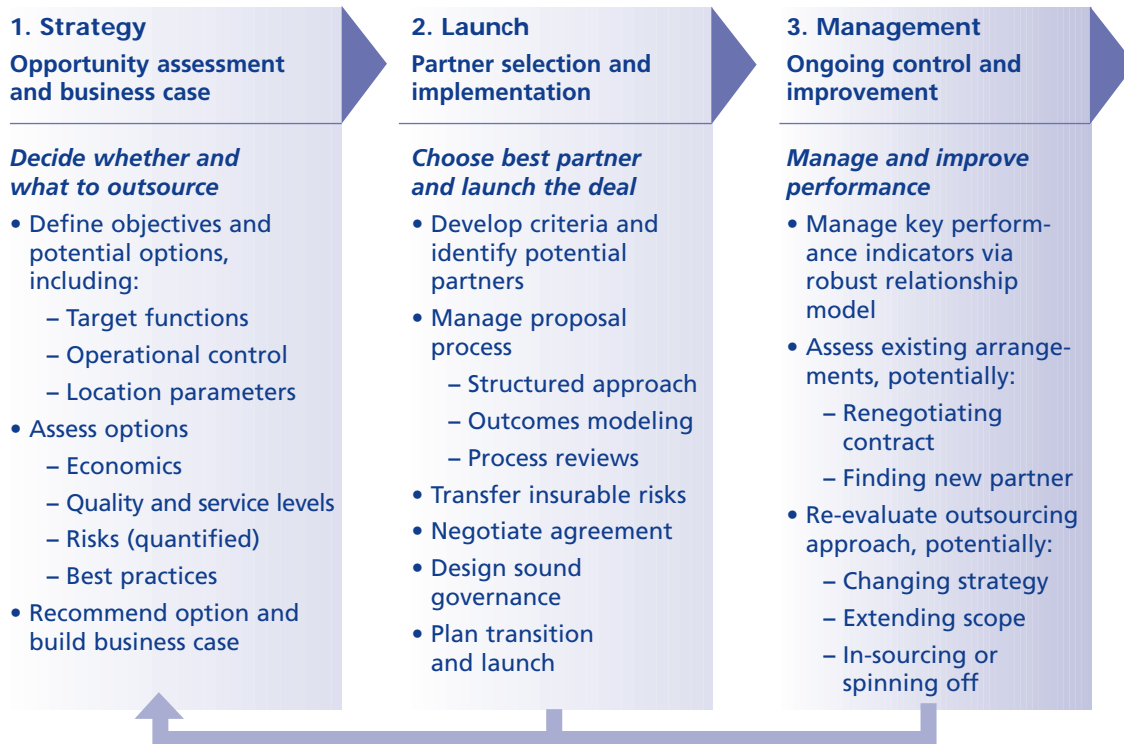 1. Strategy
Opportunity assessment
and business case
Decide whether and
what to outsource
• Define objectives and
potential options,
including:
– Target functions
– Operational control
– Location parameters
• Assess options
– Economics
– Quality and service levels
– Risks (quantified)
– Best practices
• Recommend option and
build business case
2. Launch
Partner selection and
implementation
Choose best partner
and launch the deal
• Develop criteria and
identify potential
partners
• Manage proposal
process
– Structured approach
– Outcomes modeling
– Process reviews
• Transfer insurable risks
• Negotiate agreement
• Design sound
governance
• Plan transition
and launch
3. Management
Ongoing control and
improvement
Manage and improve
performance
• Manage key perform-
ance indicators via
robust relationship
model
• Assess existing arrange-
ments, potentially:
– Renegotiating
contract
– Finding new partner
• Re-evaluate outsourcing
approach, potentially:
– Changing strategy
– Extending scope
– In-sourcing or
spinning off